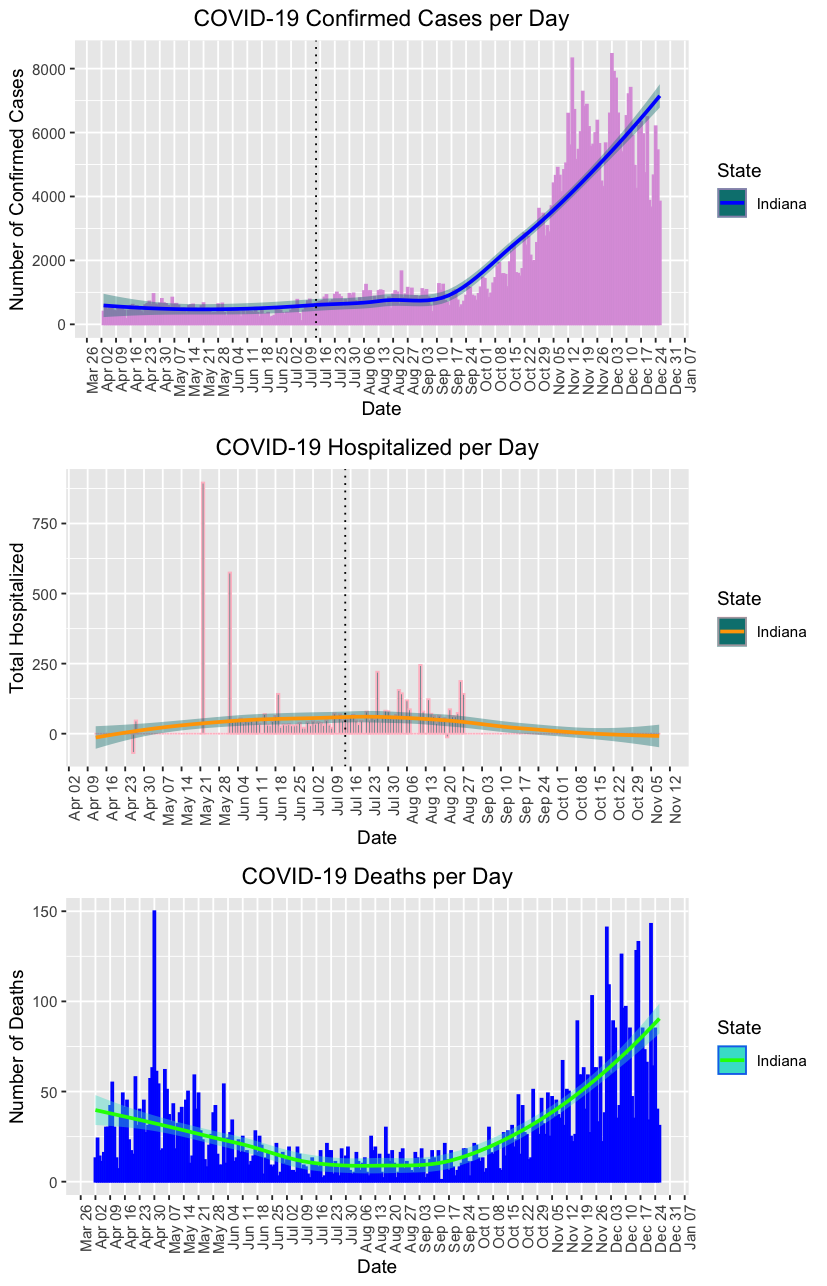 COVID-19 Confirmed Cases per Day
Number of Confirmed Cases
8000
6000
4000
2000
0
Mar 26
Apr 02
Apr 09
Apr 16
Apr 23
Apr 30
May 07
May 14
May 21
May 28
Jun 04
Jun 11
Jun 18
Jun 25
Jul 02
Jul 09
Jul 16
Jul 23
Jul 30
Aug 06
Aug 13
Aug 20
Aug 27
Sep 03
Sep 10
Sep 17
Sep 24
Oct 01
Oct 08
Oct 15
Oct 22
Oct 29
Nov 05
Nov 12
Nov 19
Nov 26
Dec 03
Dec 10
Dec 17
Dec 24
Dec 31
Jan 07
Date
State
Indiana
COVID-19 Hospitalized per Day
Total Hospitalized
750
500
250
0
Apr 02
Apr 09
Apr 16
Apr 23
Apr 30
May 07
May 14
May 21
May 28
Jun 04
Jun 11
Jun 18
Jun 25
Jul 02
Jul 09
Jul 16
Jul 23
Jul 30
Aug 06
Aug 13
Aug 20
Aug 27
Sep 03
Sep 10
Sep 17
Sep 24
Oct 01
Oct 08
Oct 15
Oct 22
Oct 29
Nov 05
Nov 12
Date
State
Indiana
COVID-19 Deaths per Day
Number of Deaths
150
100
50
0
Mar 26
Apr 02
Apr 09
Apr 16
Apr 23
Apr 30
May 07
May 14
May 21
May 28
Jun 04
Jun 11
Jun 18
Jun 25
Jul 02
Jul 09
Jul 16
Jul 23
Jul 30
Aug 06
Aug 13
Aug 20
Aug 27
Sep 03
Sep 10
Sep 17
Sep 24
Oct 01
Oct 08
Oct 15
Oct 22
Oct 29
Nov 05
Nov 12
Nov 19
Nov 26
Dec 03
Dec 10
Dec 17
Dec 24
Dec 31
Jan 07
Date
State
Indiana